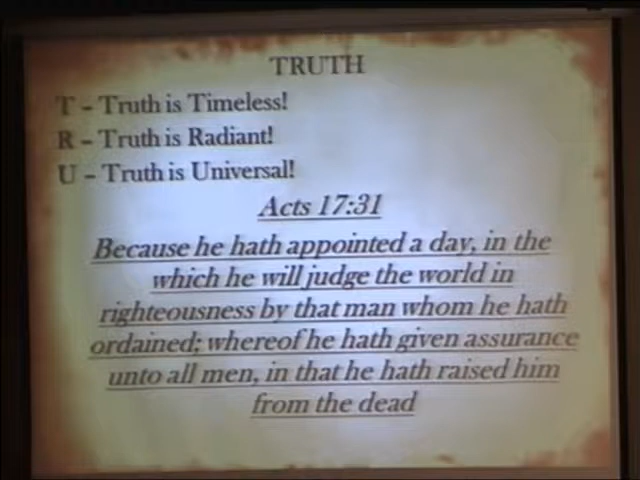 TRUTH
T – Truth is Timeless!
R – Truth is Radiant!
U – Truth is Universal!
Acts 17:31
Because he hath appointed a day, in the
which he will judge the world in
righteousness by that man whom he hath
ordained; whereof he hath given assurance
unto all men, in that he hath raised him
from the dead